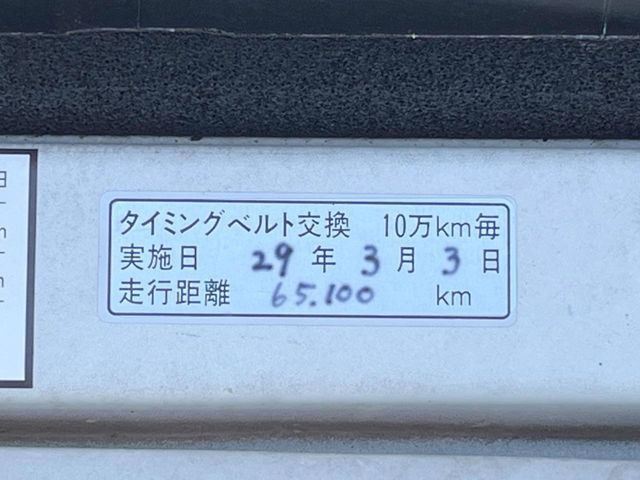 タイミングベルト交換 10万km毎
実施日 29 年 3 月 3 日
走行距離 65.100 km
日
m
m